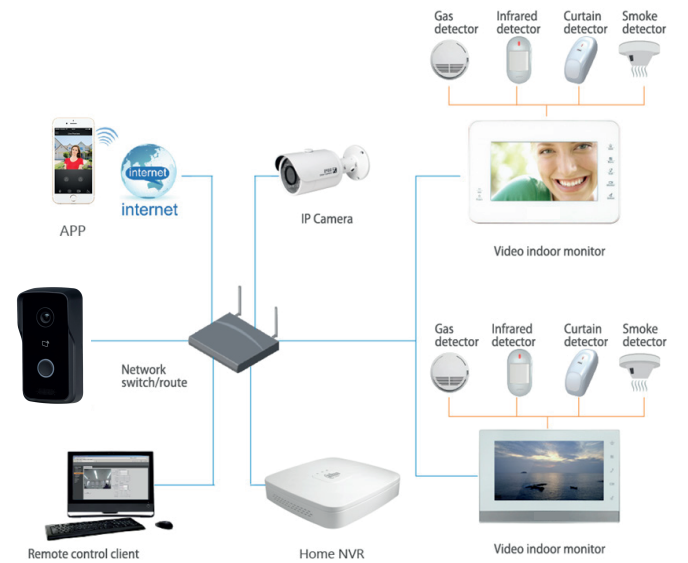 Gas
detector
Infrared
detector
Curtain
detector
Smoke
detector
internet
internet
APP
IP Camera
Video indoor monitor
Network
switch/route
Gas
detector
Infrared
detector
Curtain
detector
Smoke
detector
Remote control client
Home NVR
Video indoor monitor